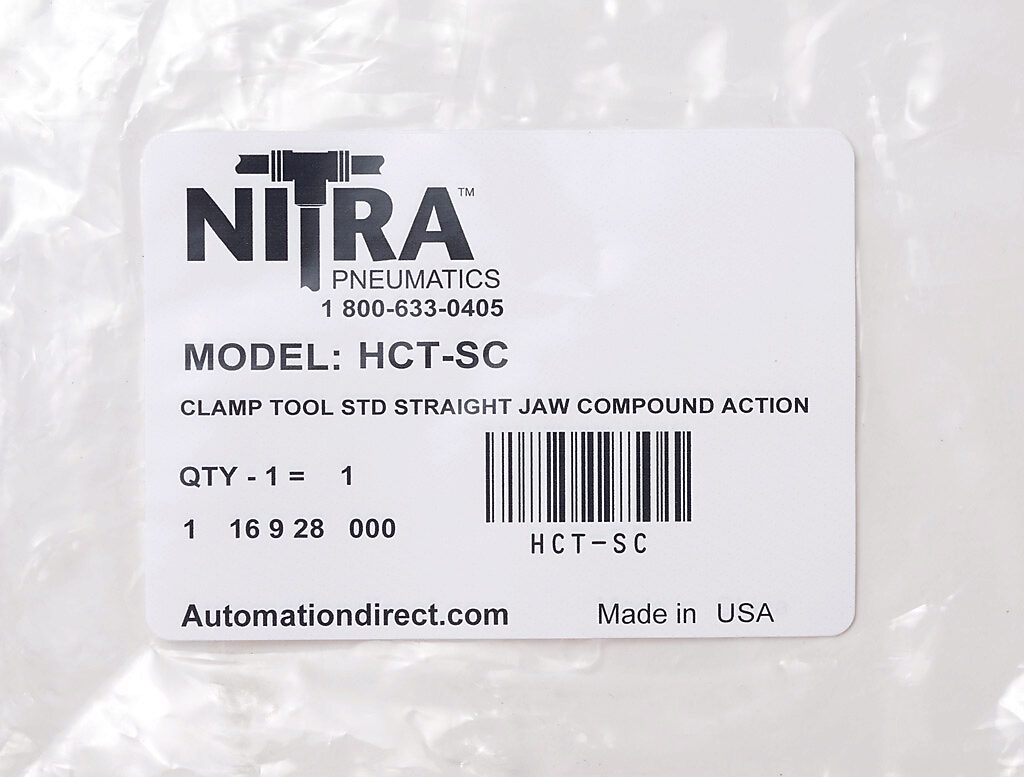 NITRA™
PNEUMATICS
1 800-633-0405
MODEL: HCT-SC
CLAMP TOOL STD STRAIGHT JAW COMPOUND ACTION
QTY - 1 = 1
1 16 9 28 000
HCT-SC
Automationdirect.com Made in USA